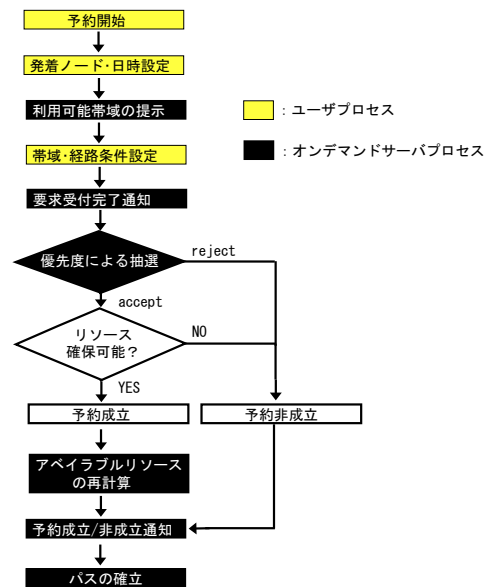 予約開始
発着ノード・日時設定
利用可能帯域の提示
：ユーザプロセス
帯域・経路条件設定
：オンデマンドサーバプロセス
要求受付完了通知
優先度による抽選
reject
accept
リソース
確保可能？
NO
YES
予約成立
予約非成立
アベイラブルリソース
の再計算
予約成立/非成立通知
パスの確立